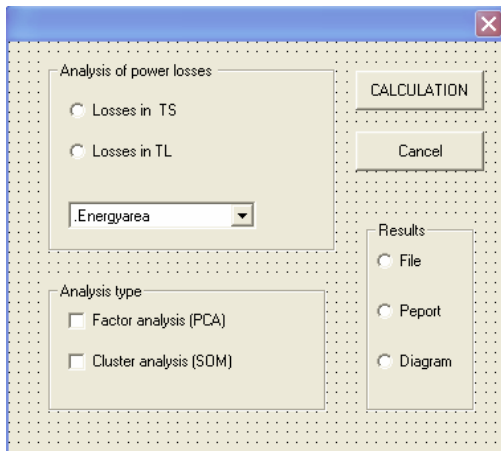 Analysis of power losses
Losses in TS
Losses in TL
.Energyarea
CALCULATION
Cancel
Analysis type
Factor analysis (PCA)
Cluster analysis (SOM)
Results
File
Peport
Diagram